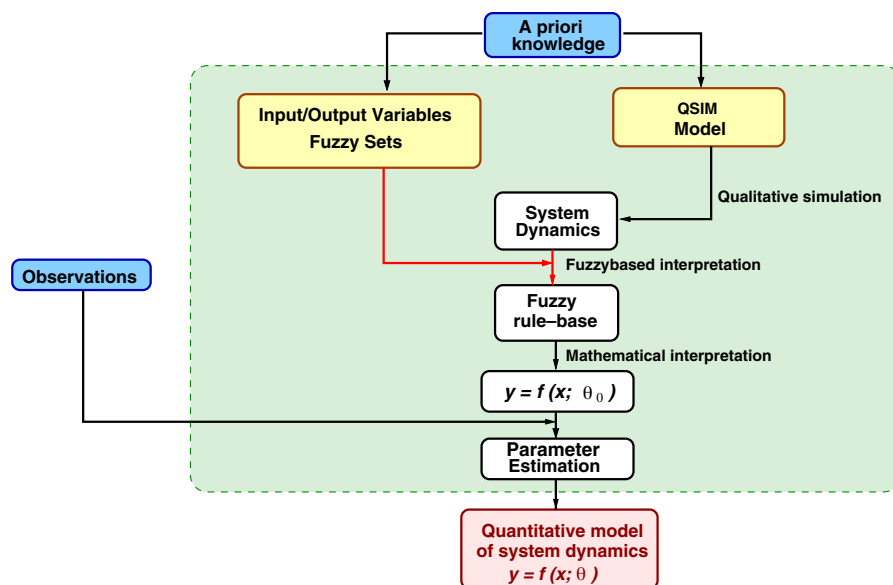 A priori
knowledge
Input/Output Variables
Fuzzy Sets
QSIM
Model
Qualitative simulation
System
Dynamics
Fuzzybased interpretation
Observations
Fuzzy
rule–base
Mathematical interpretation
y = f (x; θ₀ )
Parameter
Estimation
Quantitative model
of system dynamics
y = f (x; θ )